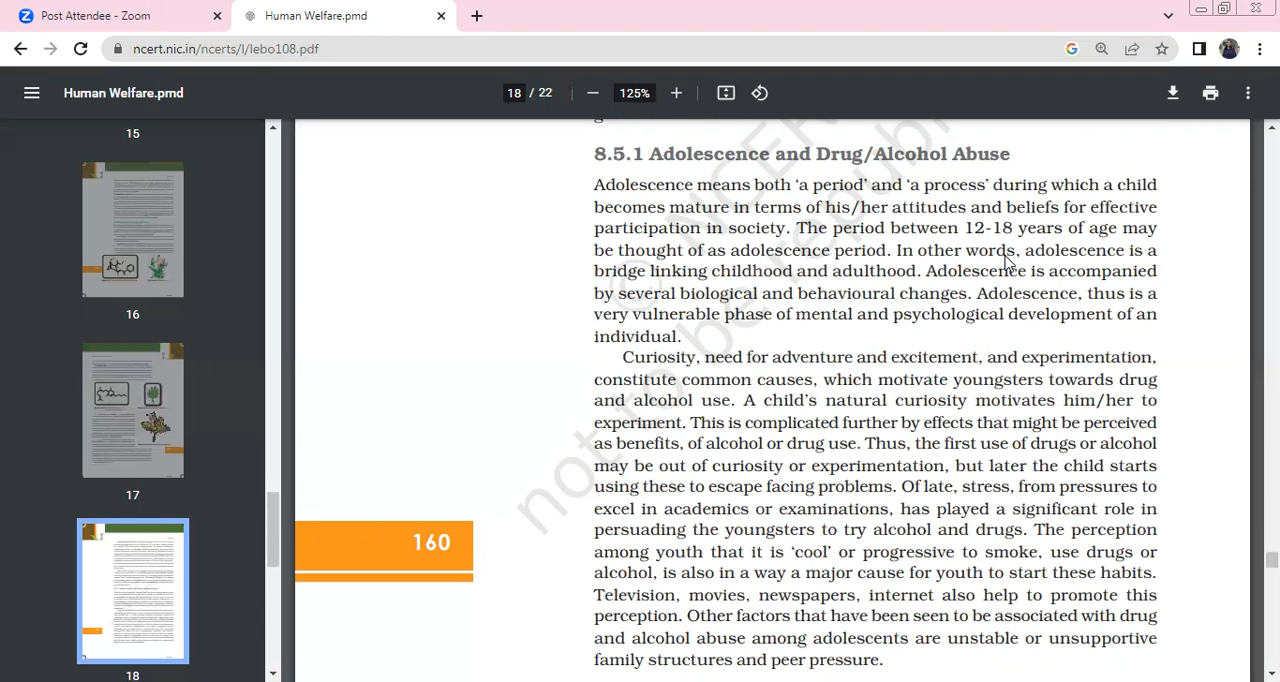 Post Attendee - Zoom
Human Welfare.pmd
ncert.nic.in/ncerts/l/lebo108.pdf
Human Welfare.pmd
18 / 22
125%
15
16
17
18
© NCER
not to be republi
8.5.1 Adolescence and Drug/Alcohol Abuse
Adolescence means both ‘a period’ and ‘a process’ during which a child
becomes mature in terms of his/her attitudes and beliefs for effective
participation in society. The period between 12-18 years of age may
be thought of as adolescence period. In other words, adolescence is a
bridge linking childhood and adulthood. Adolescence is accompanied
by several biological and behavioural changes. Adolescence, thus is a
very vulnerable phase of mental and psychological development of an
individual.
Curiosity, need for adventure and excitement, and experimentation,
constitute common causes, which motivate youngsters towards drug
and alcohol use. A child’s natural curiosity motivates him/her to
experiment. This is complicated further by effects that might be perceived
as benefits, of alcohol or drug use. Thus, the first use of drugs or alcohol
may be out of curiosity or experimentation, but later the child starts
using these to escape facing problems. Of late, stress, from pressures to
excel in academics or examinations, has played a significant role in
persuading the youngsters to try alcohol and drugs. The perception
among youth that it is ‘cool’ or progressive to smoke, use drugs or
alcohol, is also in a way a major cause for youth to start these habits.
Television, movies, newspapers, internet also help to promote this
perception. Other factors that have been seen to be associated with drug
and alcohol abuse among adolescents are unstable or unsupportive
family structures and peer pressure.
160